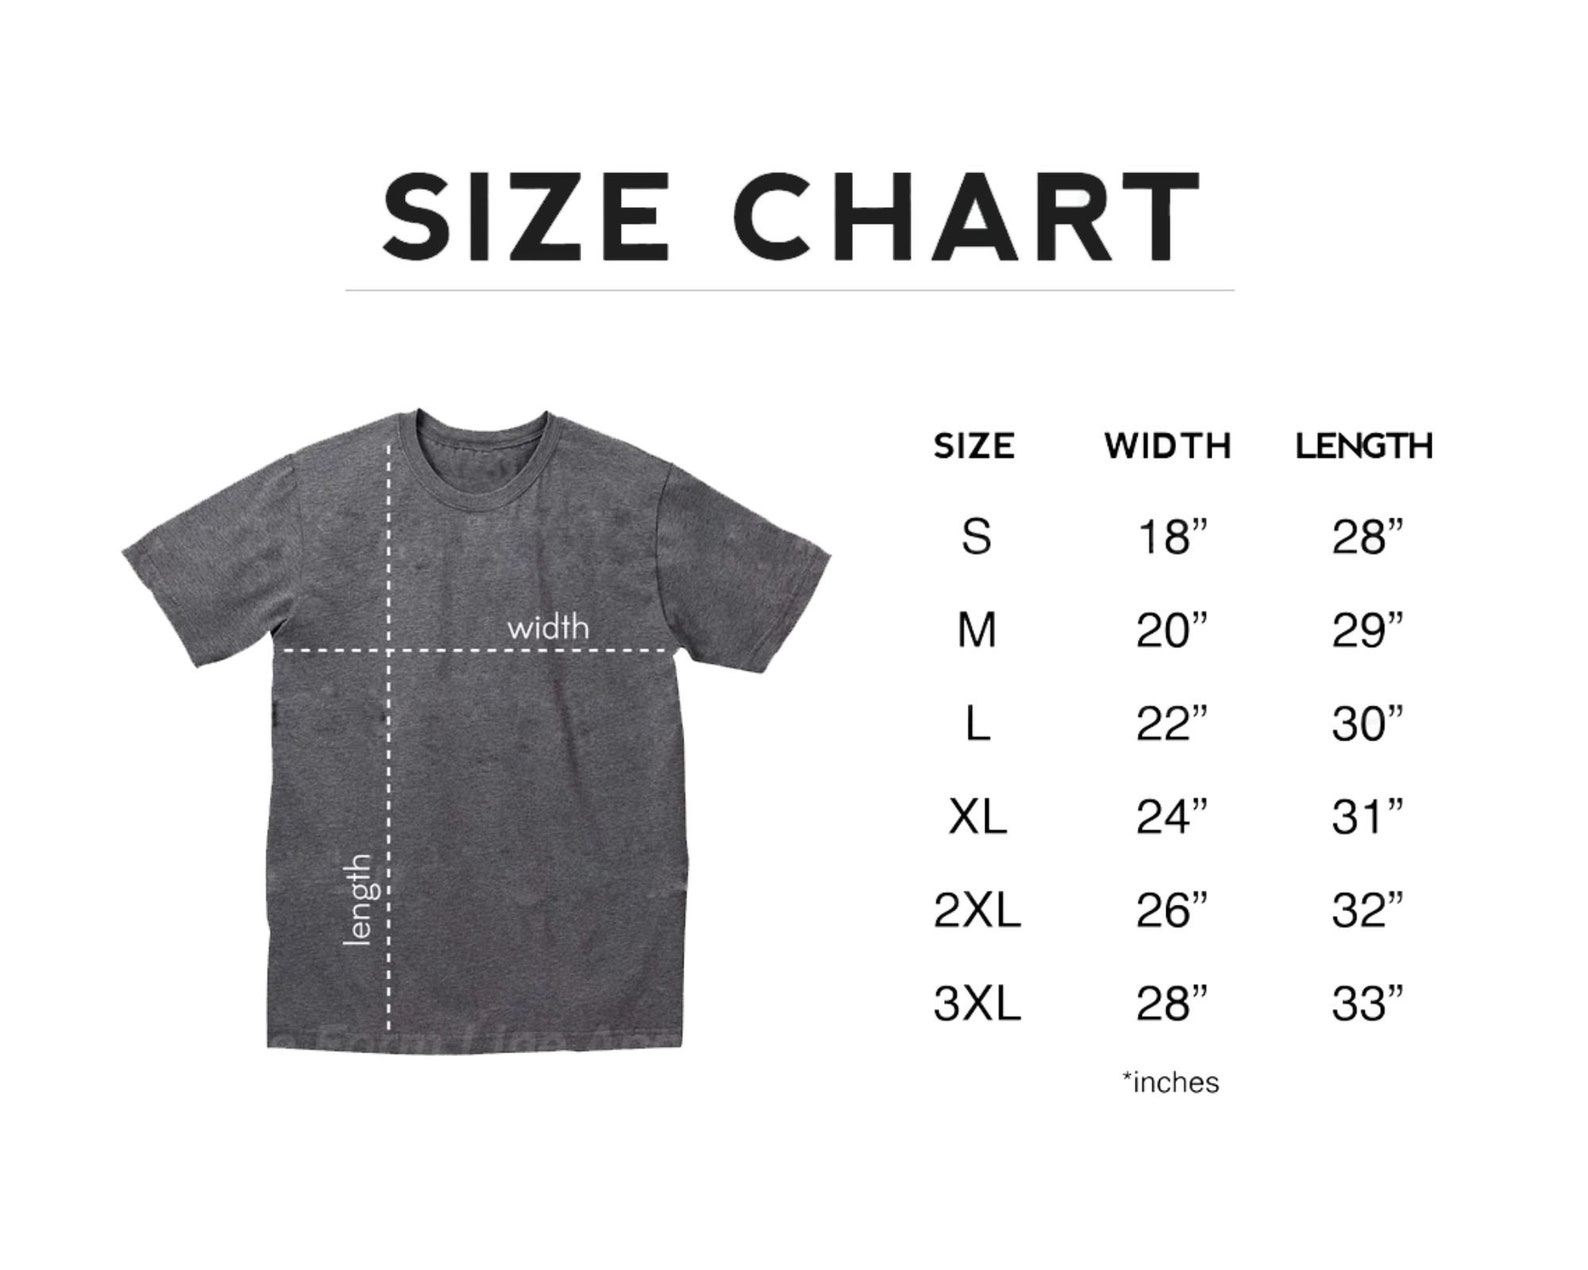 SIZE CHART
width
length
SIZE WIDTH LENGTH
S 18” 28”
M 20” 29”
L 22” 30”
XL 24” 31”
2XL 26” 32”
3XL 28” 33”
*inches